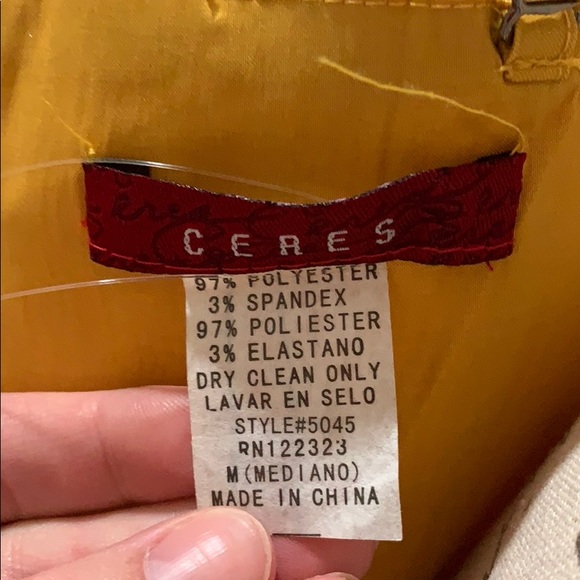 CERES
97% POLYESTER
3% SPANDEX
97% POLIESTER
3% ELASTANO
DRY CLEAN ONLY
LAVAR EN SELO
STYLE#5045
RN122323
M(MEDIANO)
MADE IN CHINA